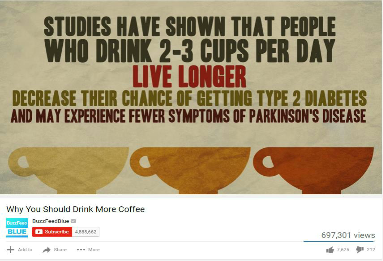 STUDIES HAVE SHOWN THAT PEOPLE
WHO DRINK 2-3 CUPS PER DAY
LIVE LONGER
DECREASE THEIR CHANCE OF GETTING TYPE 2 DIABETES
AND MAY EXPERIENCE FEWER SYMPTOMS OF PARKINSON'S DISEASE
Why You Should Drink More Coffee
BuzzFeed
BLUE
BuzzFeedBlue
Subscribe
697,301 views
Add to
Share
More